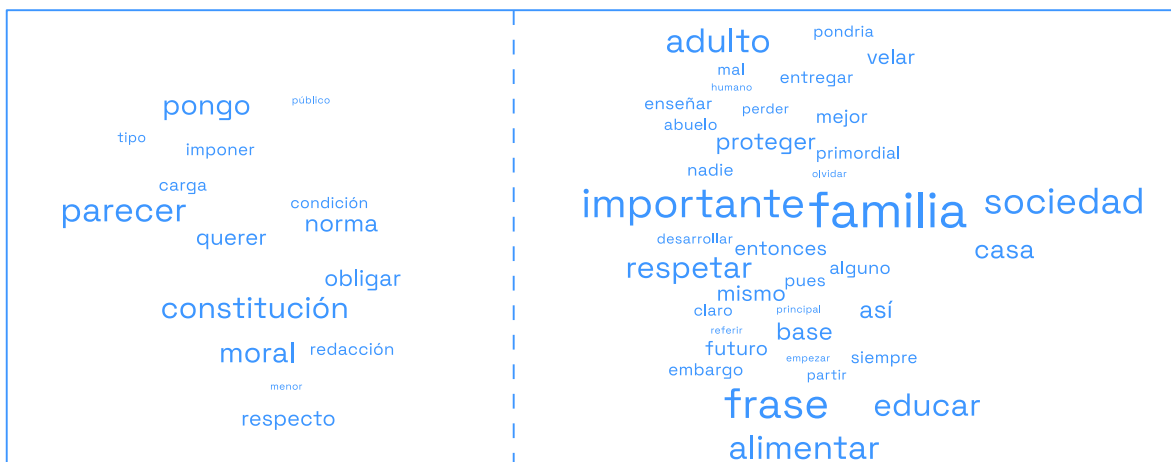 pongo
público
tipo
imponer
carga
parecer
condición
norma
querer
obligar
constitución
moral
redacción
menor
respecto
adulto
pondria
velar
mal
entregar
humano
enseñar
perder
mejor
abuelo
proteger
primordial
nadie
olvidar
importante
familia
sociedad
desarrollar
entonces
casa
respetar
alguno
pues
mismo
claro
principal
así
referir
base
futuro
empezar
siempre
embargo
partir
frase
educar
alimentar